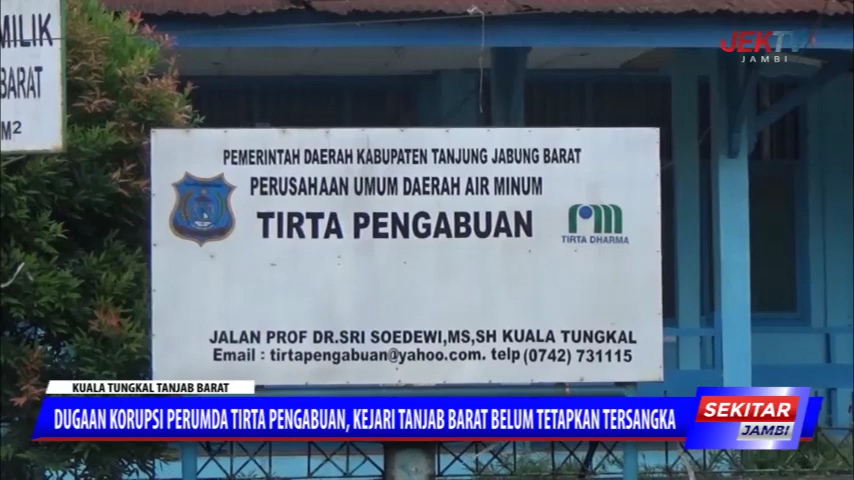 MILIK
BARAT
M²
JEKTV
JAMBI
PEMERINTAH DAERAH KABUPATEN TANJUNG JABUNG BARAT
PERUSAHAAN UMUM DAERAH AIR MINUM
TIRTA PENGABUAN
TIRTA DHARMA
JALAN PROF DR.SRI SOEDEWI,MS,SH KUALA TUNGKAL
Email : tirtapengabuan@yahoo.com. telp (0742) 731115
KUALA TUNGKAL TANJAB BARAT
DUGAAN KORUPSI PERUMDA TIRTA PENGABUAN, KEJARI TANJAB BARAT BELUM TETAPKAN TERSANGKA
SEKITAR
JAMBI